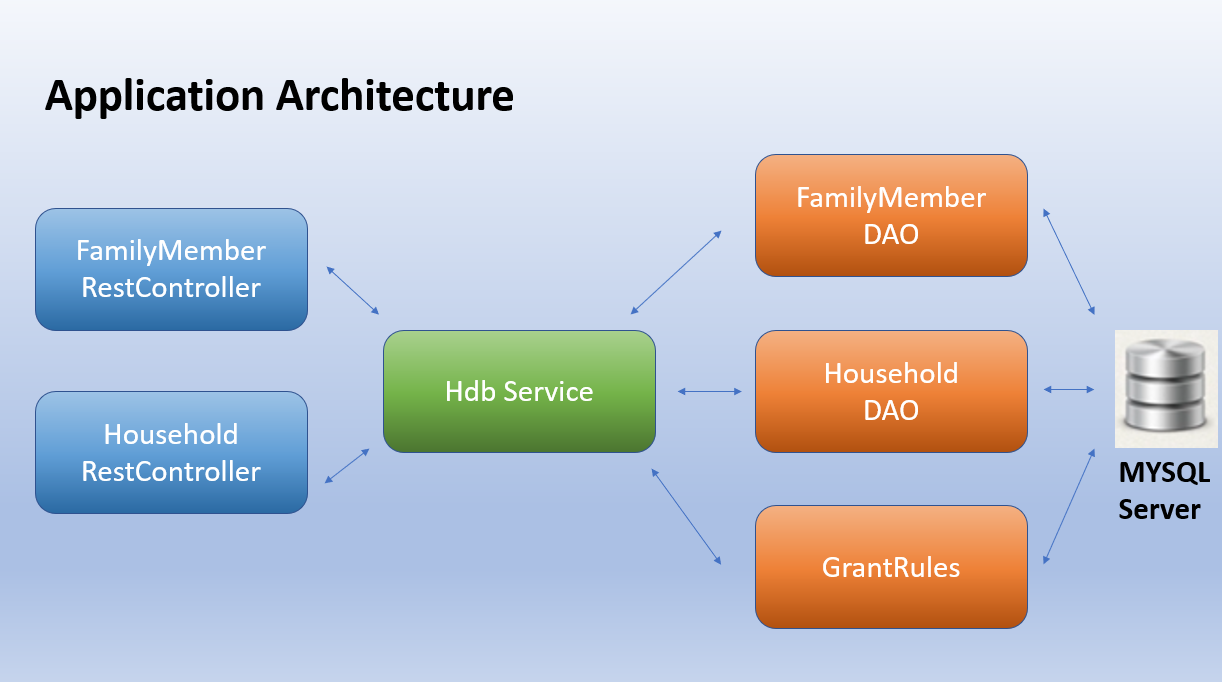 Application Architecture
FamilyMember
RestController
Household
RestController
Hdb Service
FamilyMember
DAO
Household
DAO
GrantRules
MYSQL
Server